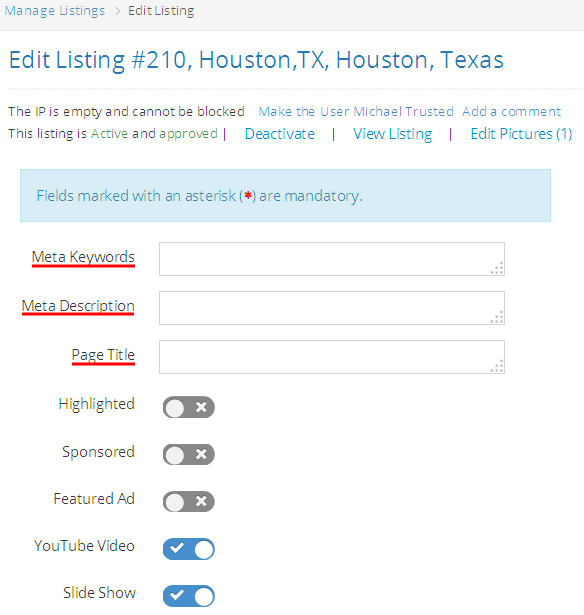 Manage Listings > Edit Listing
Edit Listing #210, Houston,TX, Houston, Texas
The IP is empty and cannot be blocked Make the User Michael Trusted Add a comment
This listing is Active and approved | Deactivate | View Listing | Edit Pictures (1)
Fields marked with an asterisk (*) are mandatory.
Meta Keywords
Meta Description
Page Title
Highlighted
Sponsored
Featured Ad
YouTube Video
Slide Show